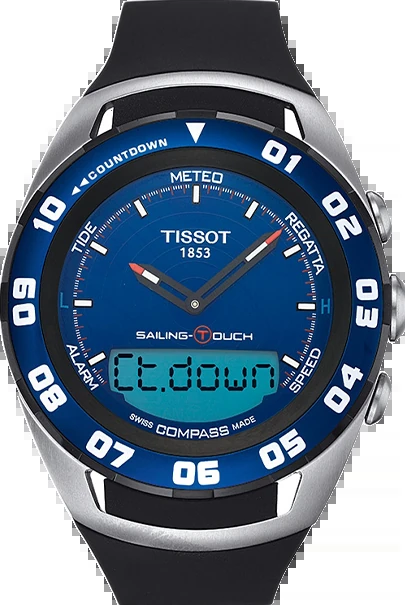 COUNTDOWN
01
02
03
04
05
06
07
08
09
10
METEO
REGATTA
SPEED
ALARM
TIDE
L
H
TISSOT
1853
SAILING-TOUCH
Ct.down
SWISS COMPASS MADE